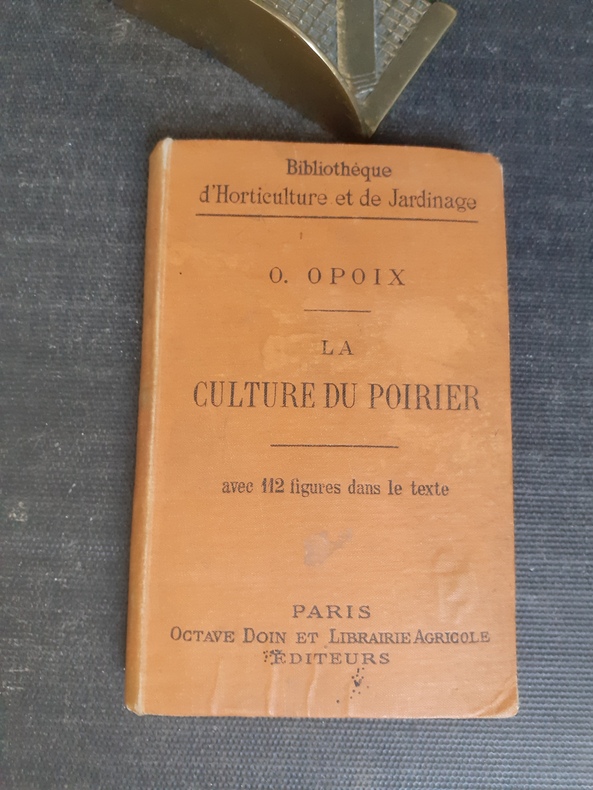 Bibliothèque
d'Horticulture et de Jardinage
O. OPOIX
LA
CULTURE DU POIRIER
avec 112 figures dans le texte
PARIS
OCTAVE DOIN ET LIBRAIRIE AGRICOLE
ÉDITEURS